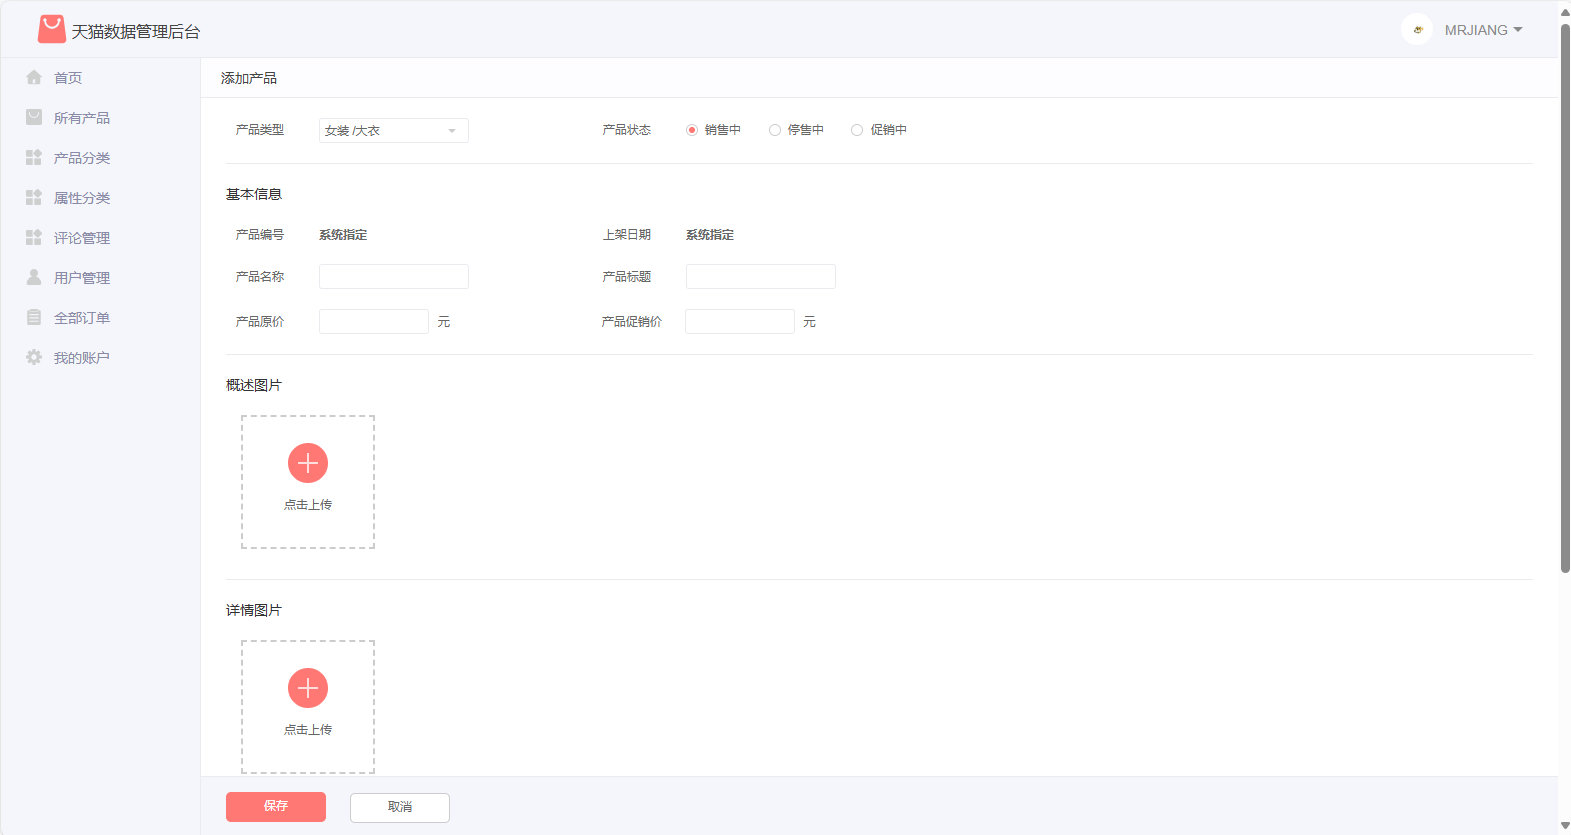 天猫数据管理后台
MRJIANG
首页
所有产品
产品分类
属性分类
评论管理
用户管理
全部订单
我的账户
添加产品
产品类型 女装 /大衣 产品状态 销售中 停售中 促销中
基本信息
产品编号 系统指定 上架日期 系统指定
产品名称 产品标题
产品原价 元 产品促销价 元
概述图片
点击上传
详情图片
点击上传
保存 取消